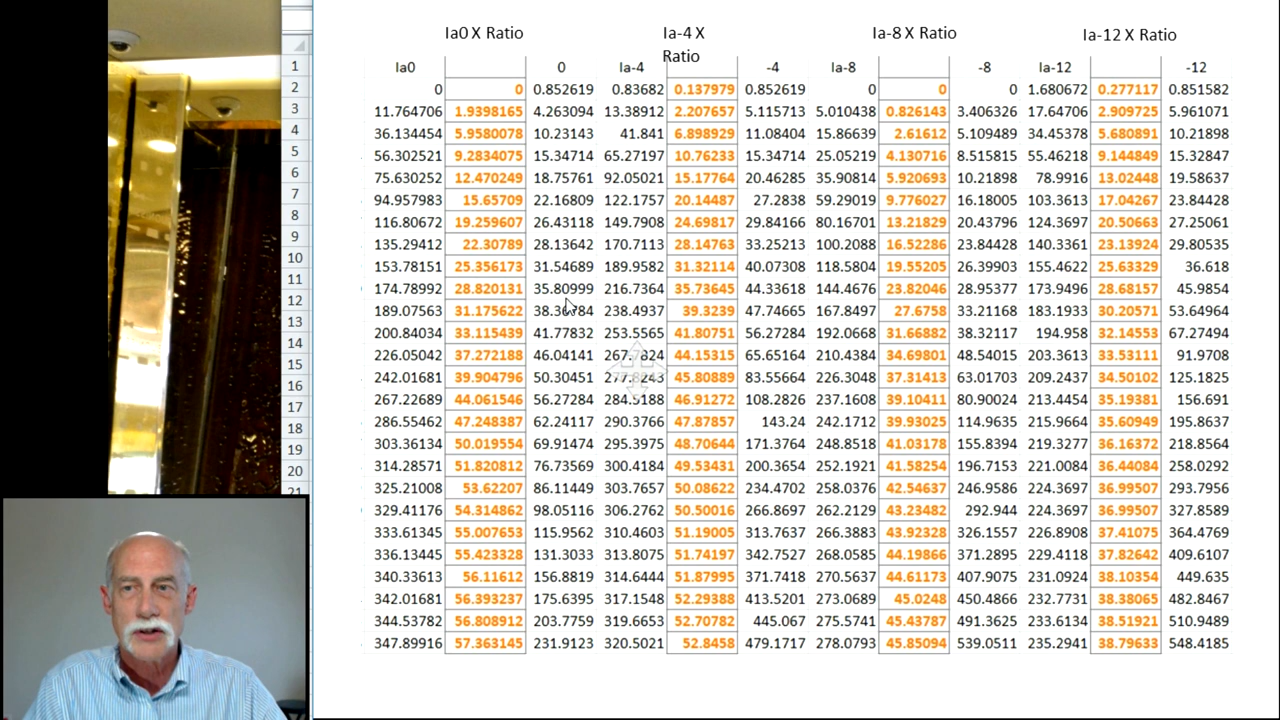 Ia0 X Ratio Ia-4 X Ratio Ia-8 X Ratio Ia-12 X Ratio
1 Ia0 0 Ia-4 -4 Ia-8 -8 Ia-12 -12
2 0 0 0.852619 0.83682 0.137979 0.852619 0 0 0 1.680672 0.277117 0.851582
3 11.764706 1.9398165 4.263094 13.38912 2.207657 5.115713 5.010438 0.826143 3.406326 17.64706 2.909725 5.961071
4 36.134454 5.9580078 10.23143 41.841 6.898929 11.08404 15.86639 2.61612 5.109489 34.45378 5.680891 10.21898
5 56.302521 9.2834075 15.34714 65.27197 10.76233 15.34714 25.05219 4.130716 8.515815 55.46218 9.144849 15.32847
6 75.630252 12.470249 18.75761 92.05021 15.17764 20.46285 35.90814 5.920693 10.21898 78.9916 13.02448 19.58637
7 94.957983 15.65709 22.16809 122.1757 20.14487 27.2838 59.29019 9.776027 16.18005 103.3613 17.04267 23.84428
8 116.80672 19.259607 26.43118 149.7908 24.69817 29.84166 80.16701 13.21829 20.43796 124.3697 20.50663 27.25061
9 135.29412 22.30789 28.13642 170.7113 28.14763 33.25213 100.2088 16.52286 23.84428 140.3361 23.13924 29.80535
10 153.78151 25.356173 31.54689 189.9582 31.32114 40.07308 118.5804 19.55205 26.39903 155.4622 25.63329 36.618
11 174.78992 28.820131 35.80999 216.7364 35.73645 44.33618 144.4676 23.82046 28.95377 173.9496 28.68157 45.9854
12 189.07563 31.175622 238.4937 39.3239 47.74665 167.8497 27.6758 33.21168 183.1933 30.20571 53.64964
13 200.84034 33.115439 41.77832 253.5565 41.80751 56.27284 192.0668 31.66882 38.32117 194.958 32.14553 67.27494
14 226.05042 37.272188 46.04141 44.15315 65.65164 210.4384 34.69801 48.54015 203.3613 33.53111 91.9708
15 242.01681 39.904796 50.30451 45.80889 83.55664 226.3048 37.31413 63.01703 209.2437 34.50102 125.1825
16 267.22689 44.061546 56.27284 46.91272 108.2826 237.1608 39.10411 80.90024 213.4454 35.19381 156.691
17 286.55462 47.248387 62.24117 290.3766 47.87857 143.24 242.1712 39.93025 114.9635 215.9664 35.60949 195.8637
18 303.36134 50.019554 69.91474 295.3975 48.70644 171.3764 248.8518 41.03178 155.9594 219.3277 36.16372 218.8564
19 314.28571 51.820812 76.73569 300.4184 49.53431 200.3654 252.1921 41.58254 196.7153 221.0084 36.44084 258.0292
20 325.21008 53.62207 86.11449 303.7657 50.08622 234.4702 258.0376 42.54637 246.9586 224.3697 36.99507 293.7956
21 329.41176 54.314862 98.05116 306.2762 50.50016 266.8697 262.2129 43.23482 292.944 224.3697 36.99507 327.8589
333.61345 55.007653 115.9562 310.4603 51.19005 313.7637 266.3883 43.92328 326.1557 226.8908 37.41075 364.4769
336.13445 55.423328 131.3033 313.8075 51.74197 342.7527 268.0585 44.19866 371.2895 229.4118 37.82642 409.6107
340.33613 56.11612 156.8819 314.6444 51.87995 371.7418 270.5637 44.61173 407.9075 231.0924 38.10354 449.635
342.01681 56.393237 175.6395 317.1548 52.29388 413.5201 273.0689 45.0248 450.4866 232.7731 38.38065 482.8467
344.53782 56.808912 203.7759 319.6653 52.70782 445.067 275.5741 45.43787 491.3625 233.6134 38.51921 510.9489
347.89916 57.363145 231.9123 320.5021 52.8458 479.1717 278.0793 45.85094 539.0511 235.2941 38.79633 548.4185